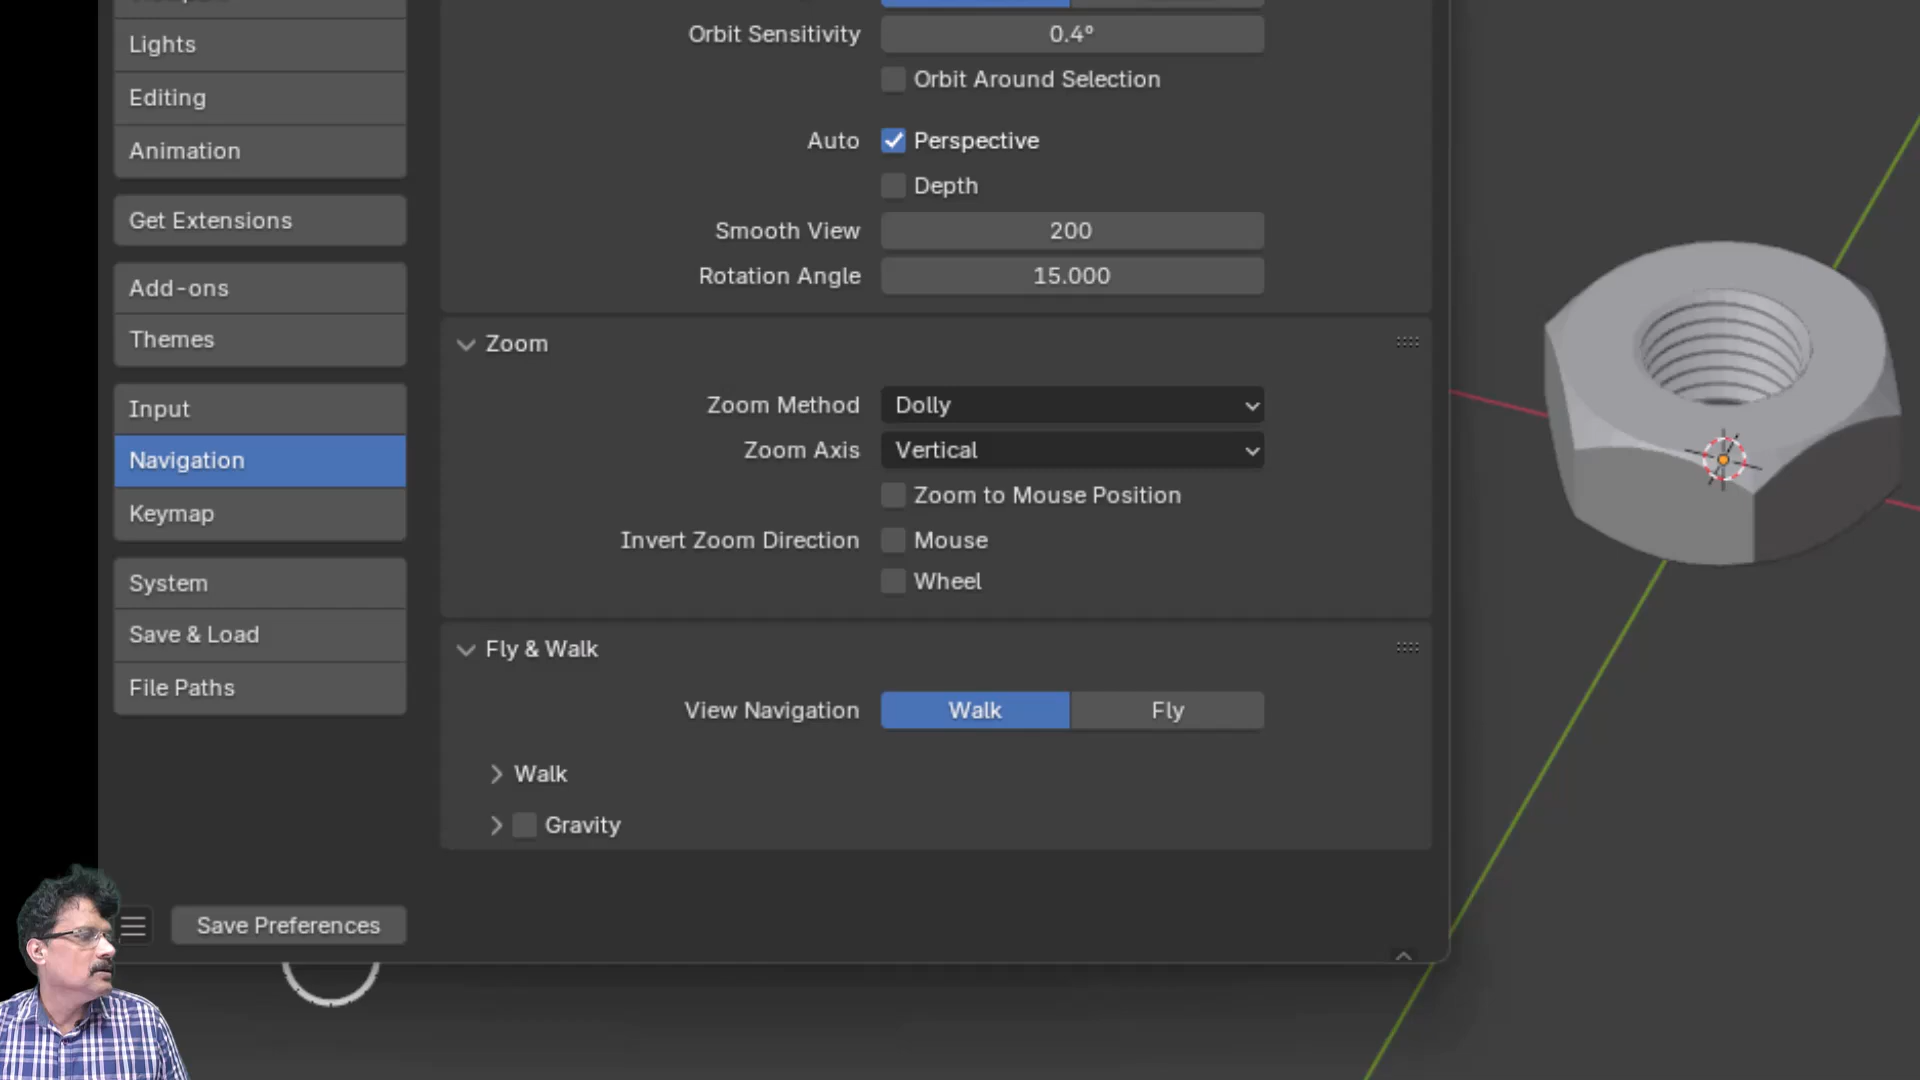 Lights
Editing
Animation
Get Extensions
Add-ons
Themes
Input
Navigation
Keymap
System
Save & Load
File Paths
Save Preferences
Orbit Sensitivity 0.4°
Orbit Around Selection
Auto Perspective
Depth
Smooth View 200
Rotation Angle 15.000
Zoom
Zoom Method Dolly
Zoom Axis Vertical
Zoom to Mouse Position
Invert Zoom Direction Mouse
Wheel
Fly & Walk
View Navigation Walk Fly
Walk
Gravity